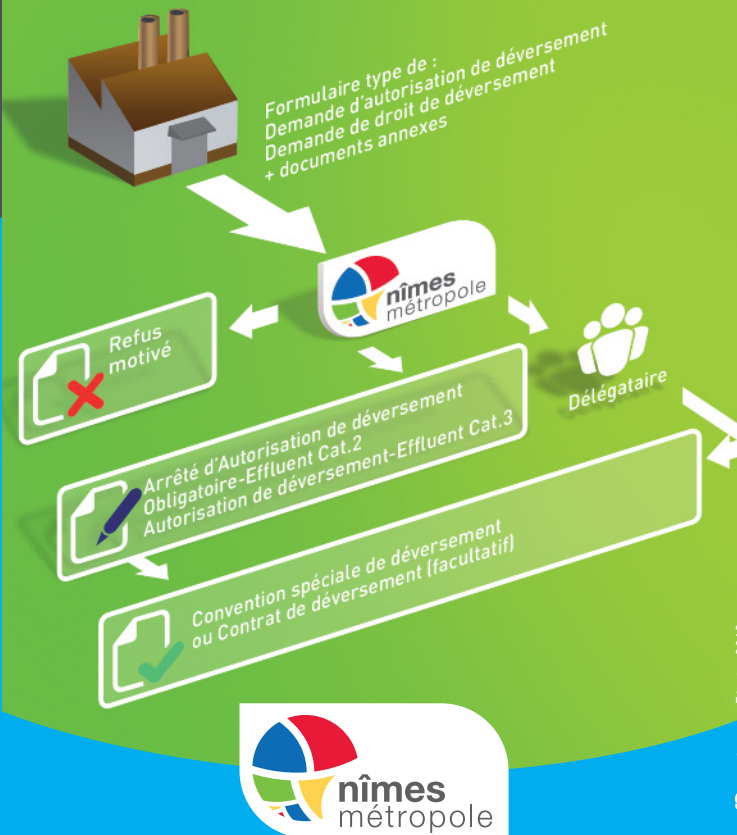 Formulaire type de :
Demande d'autorisation de déversement
Demande de droit de déversement
+ documents annexes
nîmes
métropole
Refus
motivé
Délégataire
Arrêté d'Autorisation de déversement
Obligatoire-Effluent Cat.2
Autorisation de déversement-Effluent Cat.3
Convention spéciale de déversement
ou Contrat de déversement (facultatif)
nîmes
métropole